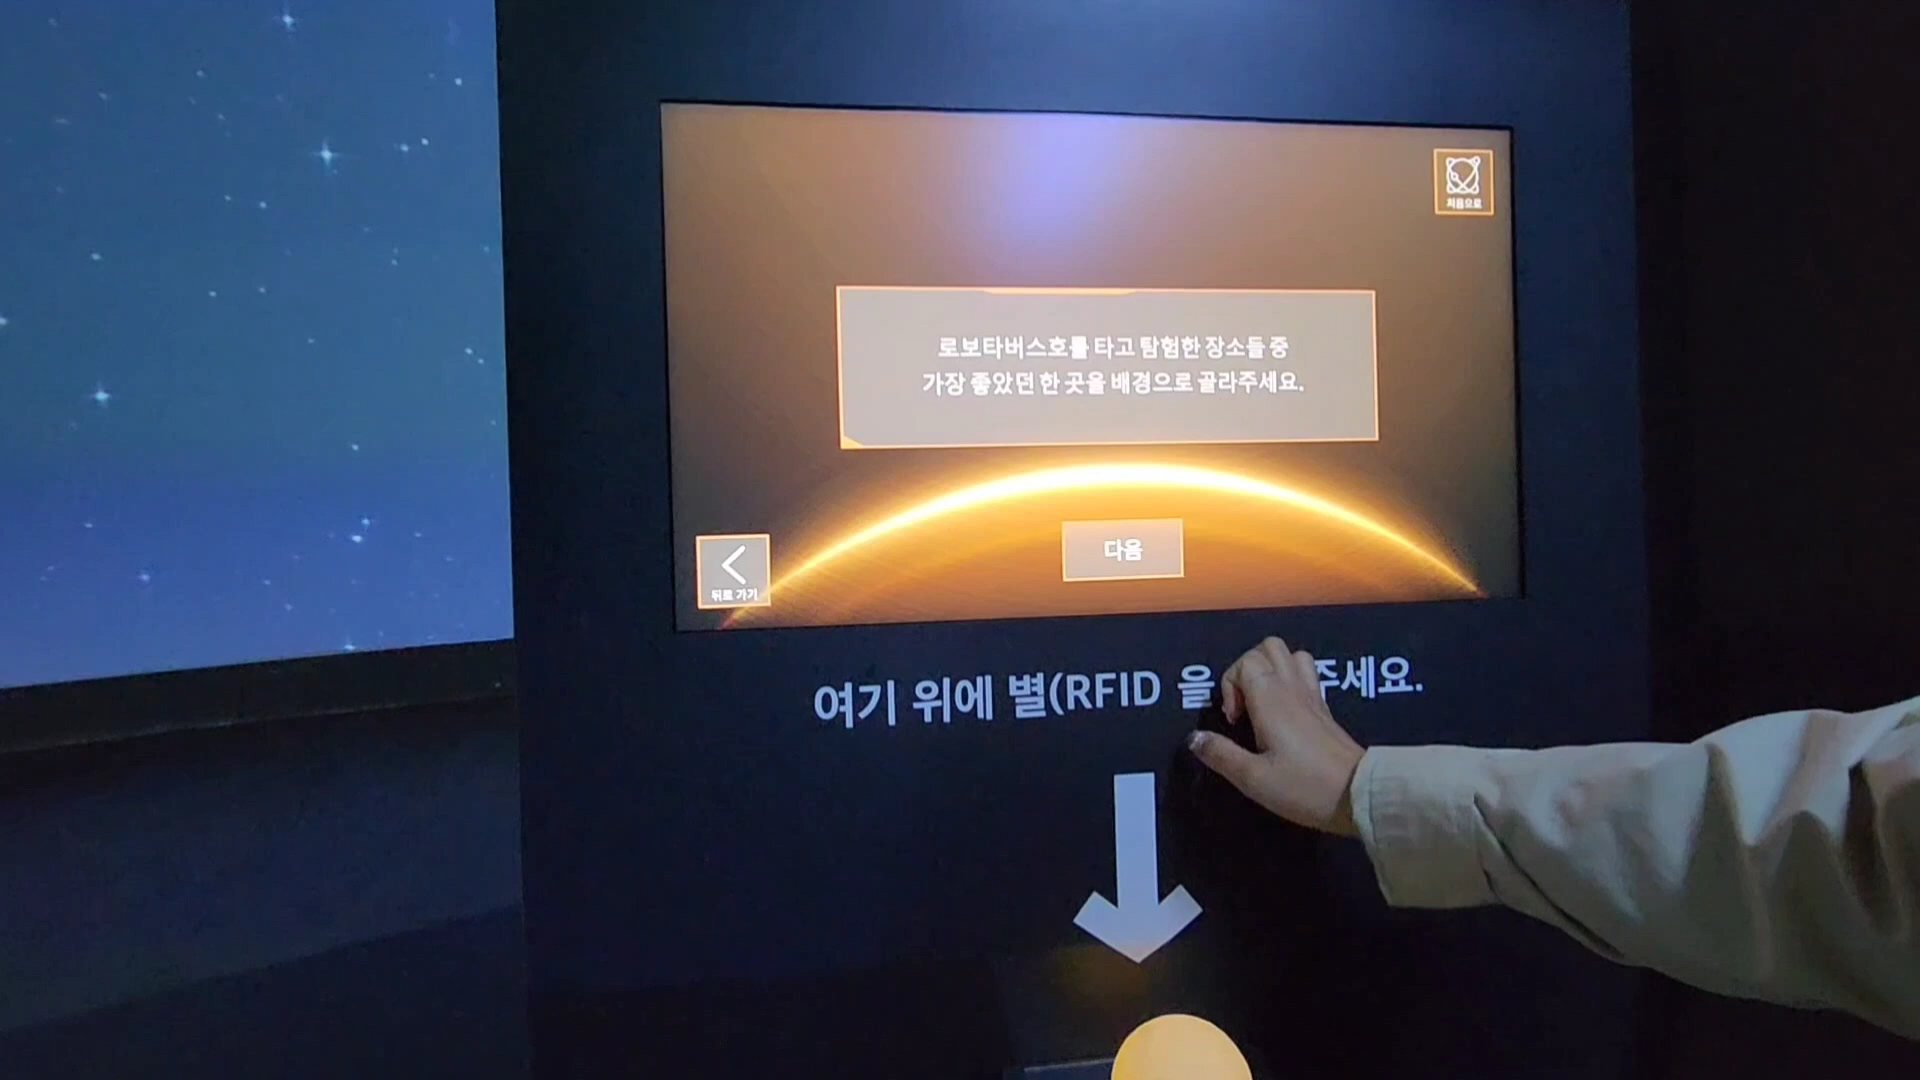 처음으로
로보타버스호를 타고 탐험한 장소들 중
가장 좋았던 한 곳을 배경으로 골라주세요.
다음
뒤로 가기
여기 위에 별(RFID 을 주세요.